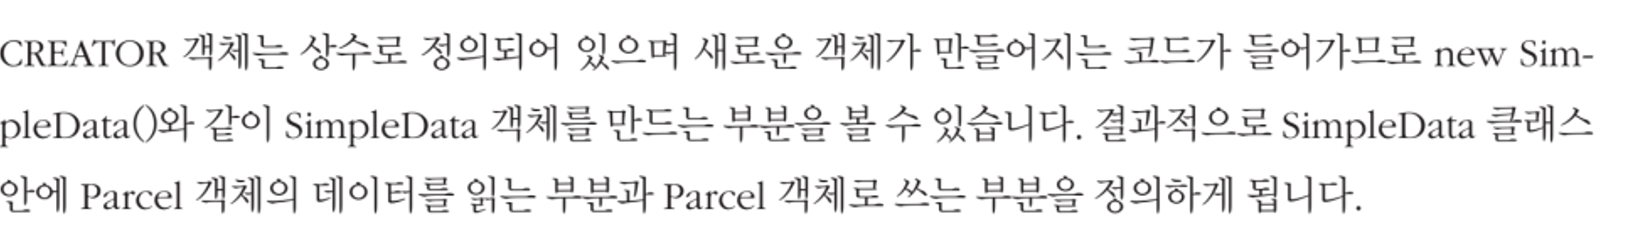 CREATOR 객체는 상수로 정의되어 있으며 새로운 객체가 만들어지는 코드가 들어가므로 new Sim-
pleData()와 같이 SimpleData 객체를 만드는 부분을 볼 수 있습니다. 결과적으로 SimpleData 클래스
안에 Parcel 객체의 데이터를 읽는 부분과 Parcel 객체로 쓰는 부분을 정의하게 됩니다.